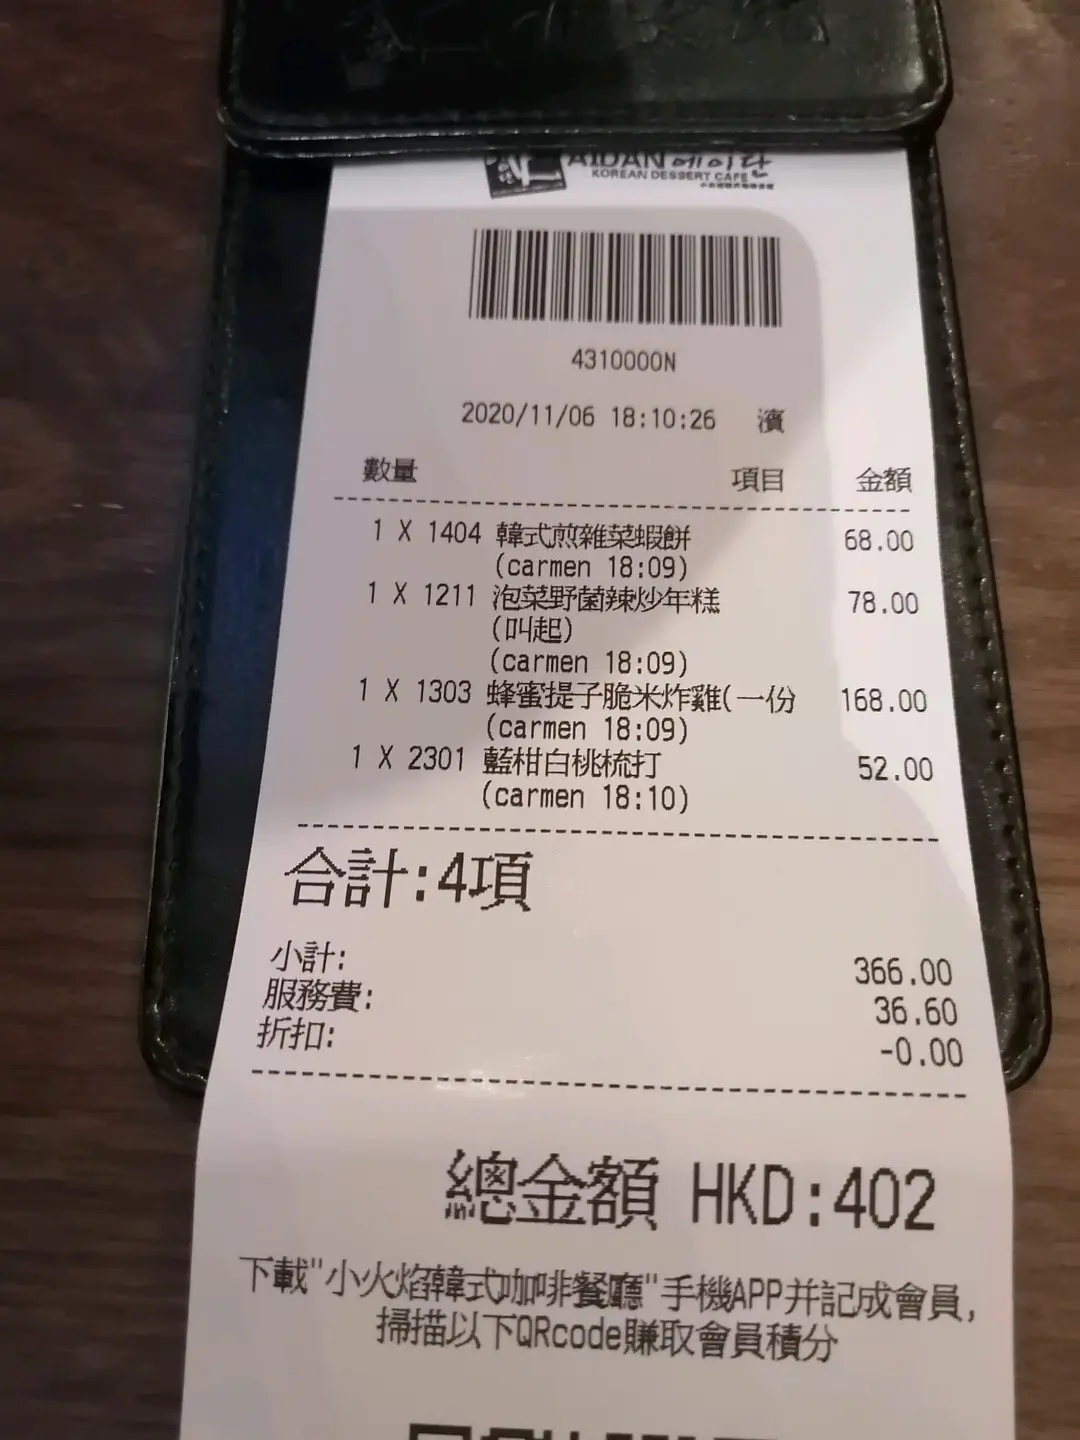 AIDAN 에이란
KOREAN DESSERT CAFE
4310000N
2020/11/06 18:10:26 濱
數量 項目 金額
1 X 1404 韓式煎雜菜蝦餅 68.00
(carmen 18:09)
1 X 1211 泡菜野菌辣炒年糕 78.00
(叫起)
(carmen 18:09)
1 X 1303 蜂蜜提子脆米炸雞(一份 168.00
(carmen 18:09)
1 X 2301 藍柑白桃梳打 52.00
(carmen 18:10)
合計:4項
小計: 366.00
服務費: 36.60
折扣: -0.00
總金額 HKD:402
下載"小火焰韓式咖啡餐廳"手機APP并記成會員,
掃描以下QRcode賺取會員積分